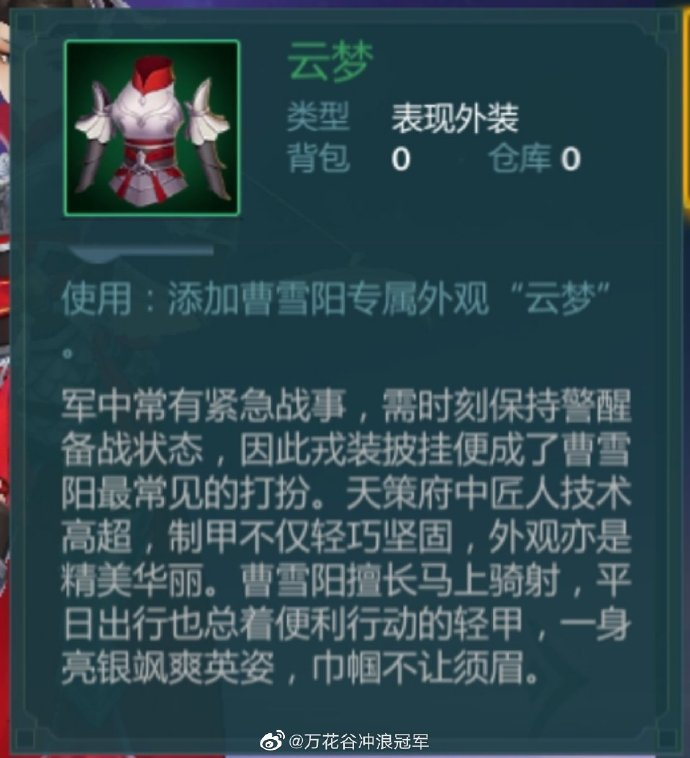 云梦
类型 表现外装
背包 0 仓库 0
使用：添加曹雪阳专属外观“云梦”
。
军中常有紧急战事，需时刻保持警醒
备战状态，因此戎装披挂便成了曹雪
阳最常见的打扮。天策府中匠人技术
高超，制甲不仅轻巧坚固，外观亦是
精美华丽。曹雪阳擅长马上骑射，平
日出行也总着便利行动的轻甲，一身
亮银飒爽英姿，巾帼不让须眉。
@万花谷冲浪冠军